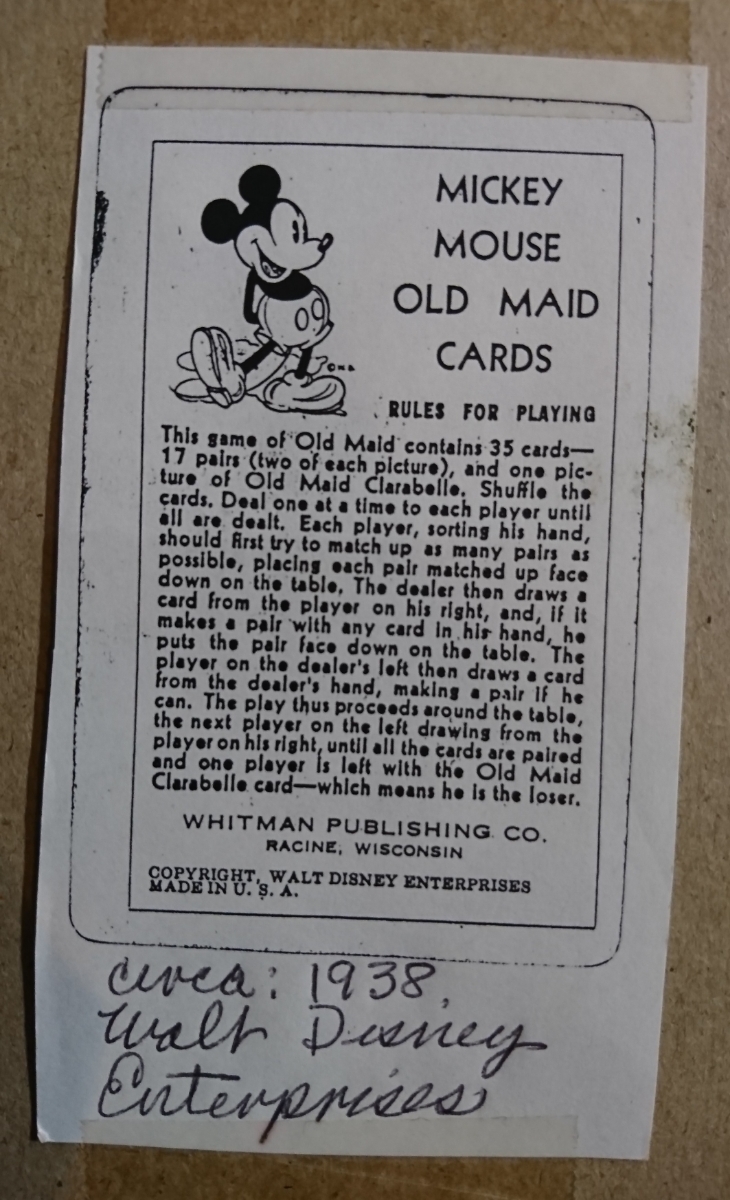 MICKEY
MOUSE
OLD MAID
CARDS
RULES FOR PLAYING
This game of Old Maid contains 35 cards—
17 pairs (two of each picture), and one pic-
ture of Old Maid Clarabelle. Shuffle the
cards. Deal one at a time to each player until
all are dealt. Each player, sorting his hand,
should first try to match up as many pairs as
possible, placing each pair matched up face
down on the table. The dealer then draws a
card from the player on his right, and, if it
makes a pair with any card in his hand, he
puts the pair face down on the table. The
player on the dealer's left then draws a card
from the dealer's hand, making a pair if he
can. The play thus proceeds around the table,
the next player on the left drawing from the
player on his right, until all the cards are paired
and one player is left with the Old Maid
Clarabelle card—which means he is the loser.
WHITMAN PUBLISHING CO.
RACINE, WISCONSIN
COPYRIGHT, WALT DISNEY ENTERPRISES
MADE IN U. S. A.
circa: 1938
Walt Disney
Enterprises